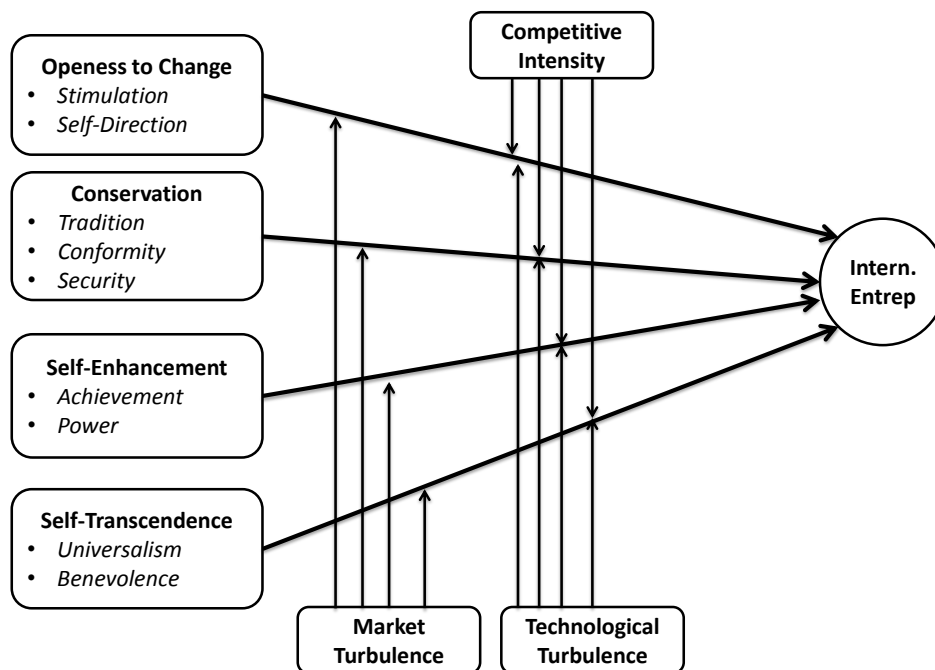 Competitive
Intensity
Openess to Change
• Stimulation
• Self-Direction
Conservation
• Tradition
• Conformity
• Security
Intern.
Entrep
Self-Enhancement
• Achievement
• Power
Self-Transcendence
• Universalism
• Benevolence
Market
Turbulence
Technological
Turbulence